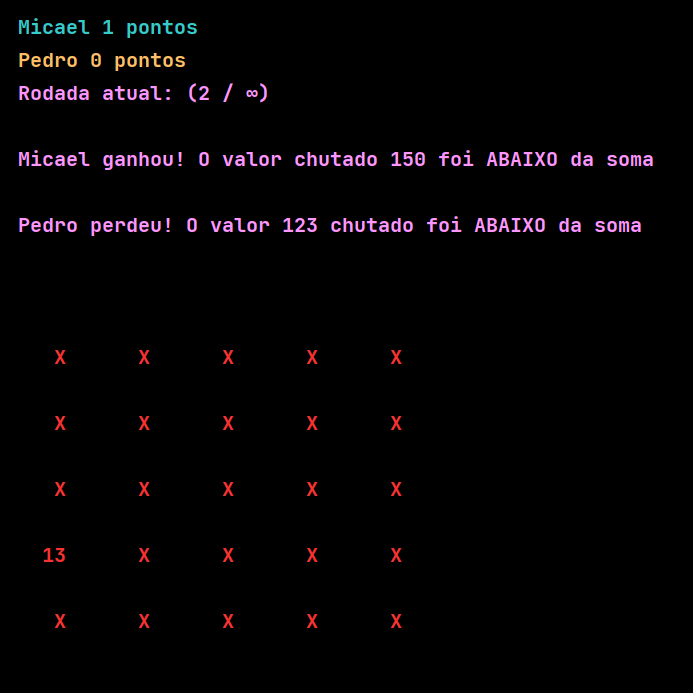 Micael 1 pontos
Pedro 0 pontos
Rodada atual: (2 / ∞)
Micael ganhou! O valor chutado 150 foi ABAIXO da soma
Pedro perdeu! O valor 123 chutado foi ABAIXO da soma
X X X X X
X X X X X
X X X X X
13 X X X X
X X X X X